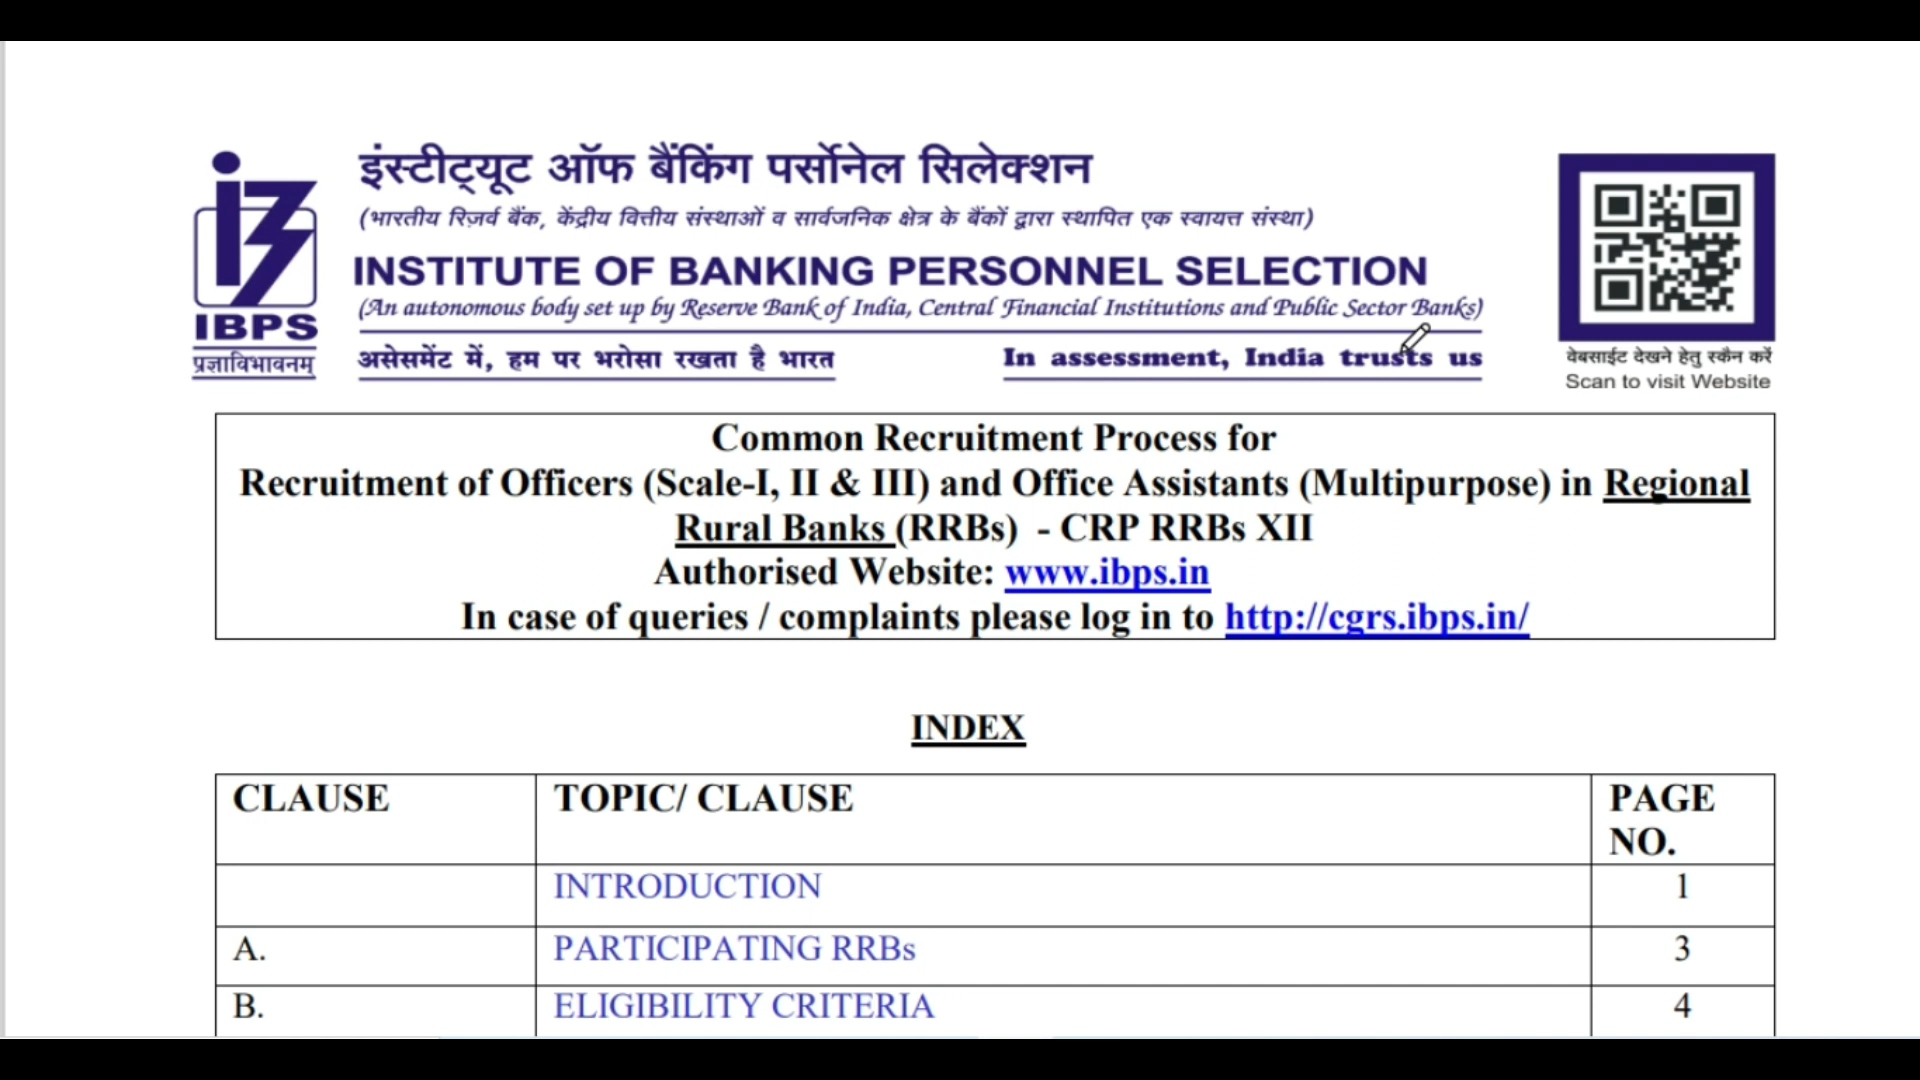 इंस्टीट्यूट ऑफ बैंकिंग पर्सोनेल सिलेक्शन
(भारतीय रिज़र्व बैंक, केंद्रीय वित्तीय संस्थाओं व सार्वजनिक क्षेत्र के बैंकों द्वारा स्थापित एक स्वायत्त संस्था)
INSTITUTE OF BANKING PERSONNEL SELECTION
(An autonomous body set up by Reserve Bank of India, Central Financial Institutions and Public Sector Banks)
IBPS
प्रज्ञाविभावनम्
असेसमेंट में, हम पर भरोसा रखता है भारत
In assessment, India trusts us
वेबसाईट देखने हेतु स्कैन करें
Scan to visit Website
Common Recruitment Process for
Recruitment of Officers (Scale-I, II & III) and Office Assistants (Multipurpose) in Regional
Rural Banks (RRBs) - CRP RRBs XII
Authorised Website: www.ibps.in
In case of queries / complaints please log in to http://cgrs.ibps.in/
INDEX
CLAUSE TOPIC/ CLAUSE PAGE
NO.
INTRODUCTION 1
A. PARTICIPATING RRBs 3
B. ELIGIBILITY CRITERIA 4